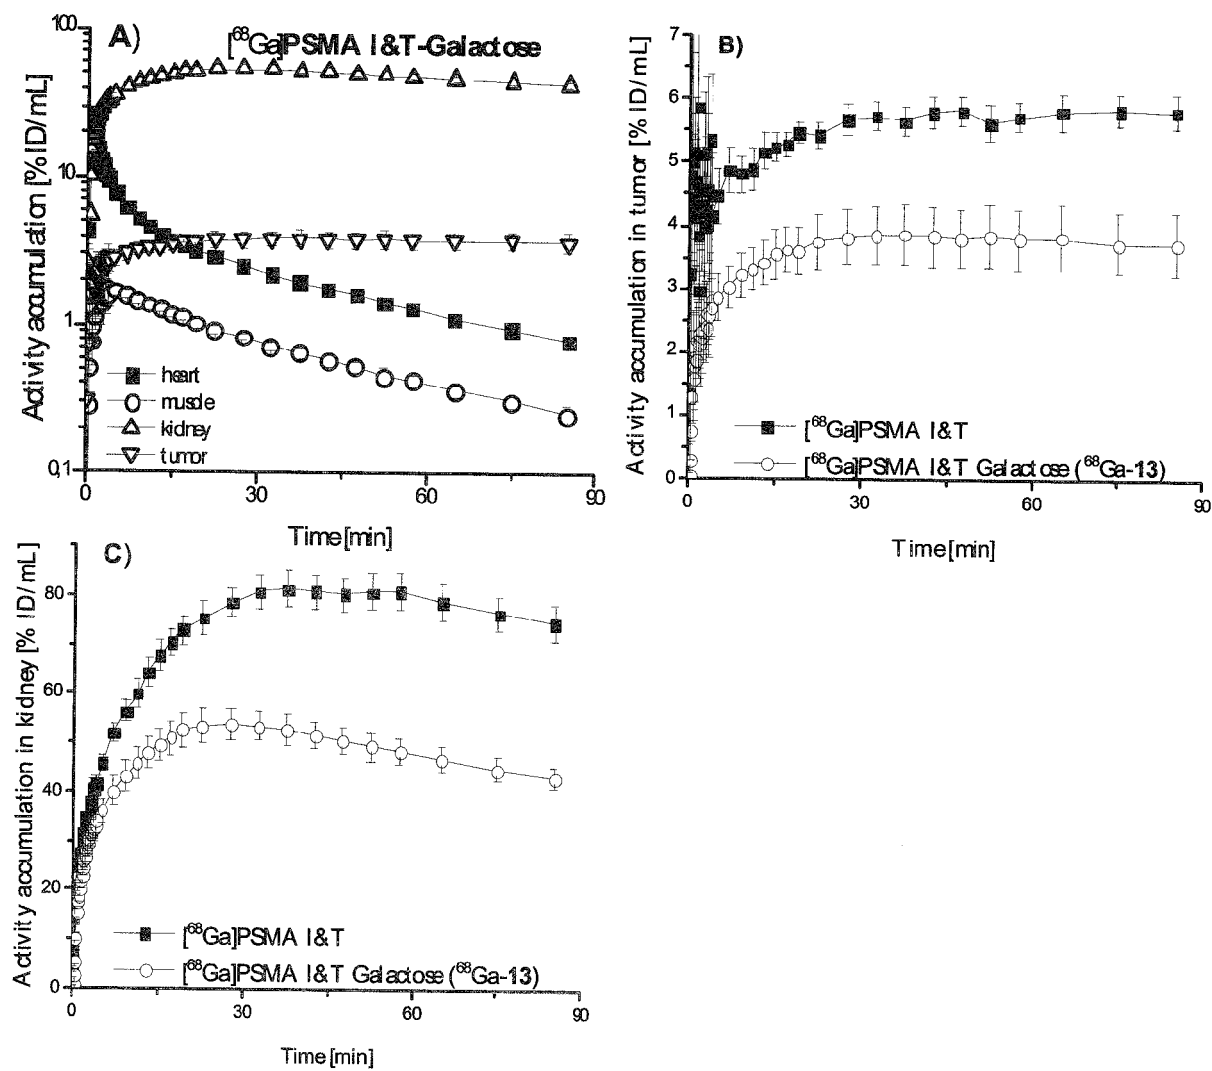 A) [⁶⁸Ga]PSMA I&T-Galactose
Activity accumulation [% ID/mL]
100
10
1
0,1
heart
muscle
kidney
tumor
0 30 60 90
Time[min]
B)
Activity accumulation in tumor [% ID/mL]
7
6
5
4
3
2
1
0
[⁶⁸Ga]PSMA I&T
[⁶⁸Ga]PSMA I&T Galactose (⁶⁸Ga-13)
0 30 60 90
Time[min]
C)
Activity accumulation in kidney [% ID/mL]
80
60
40
20
0
[⁶⁸Ga]PSMA I&T
[⁶⁸Ga]PSMA I&T Galactose (⁶⁸Ga-13)
0 30 60 90
Time[min]